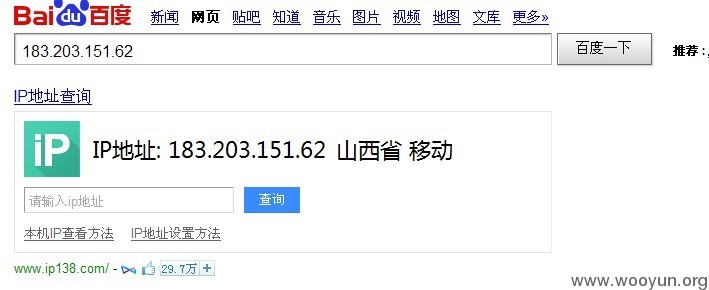 Bai du 百度 新闻 网页 贴吧 知道 音乐 图片 视频 地图 文库 更多»
183.203.151.62 百度一下 推荐:
IP地址查询
iP IP地址: 183.203.151.62 山西省 移动
请输入ip地址 查询
本机IP查看方法 IP地址设置方法
www.ip138.com/ - 29.7万 +
www.wooyun.org